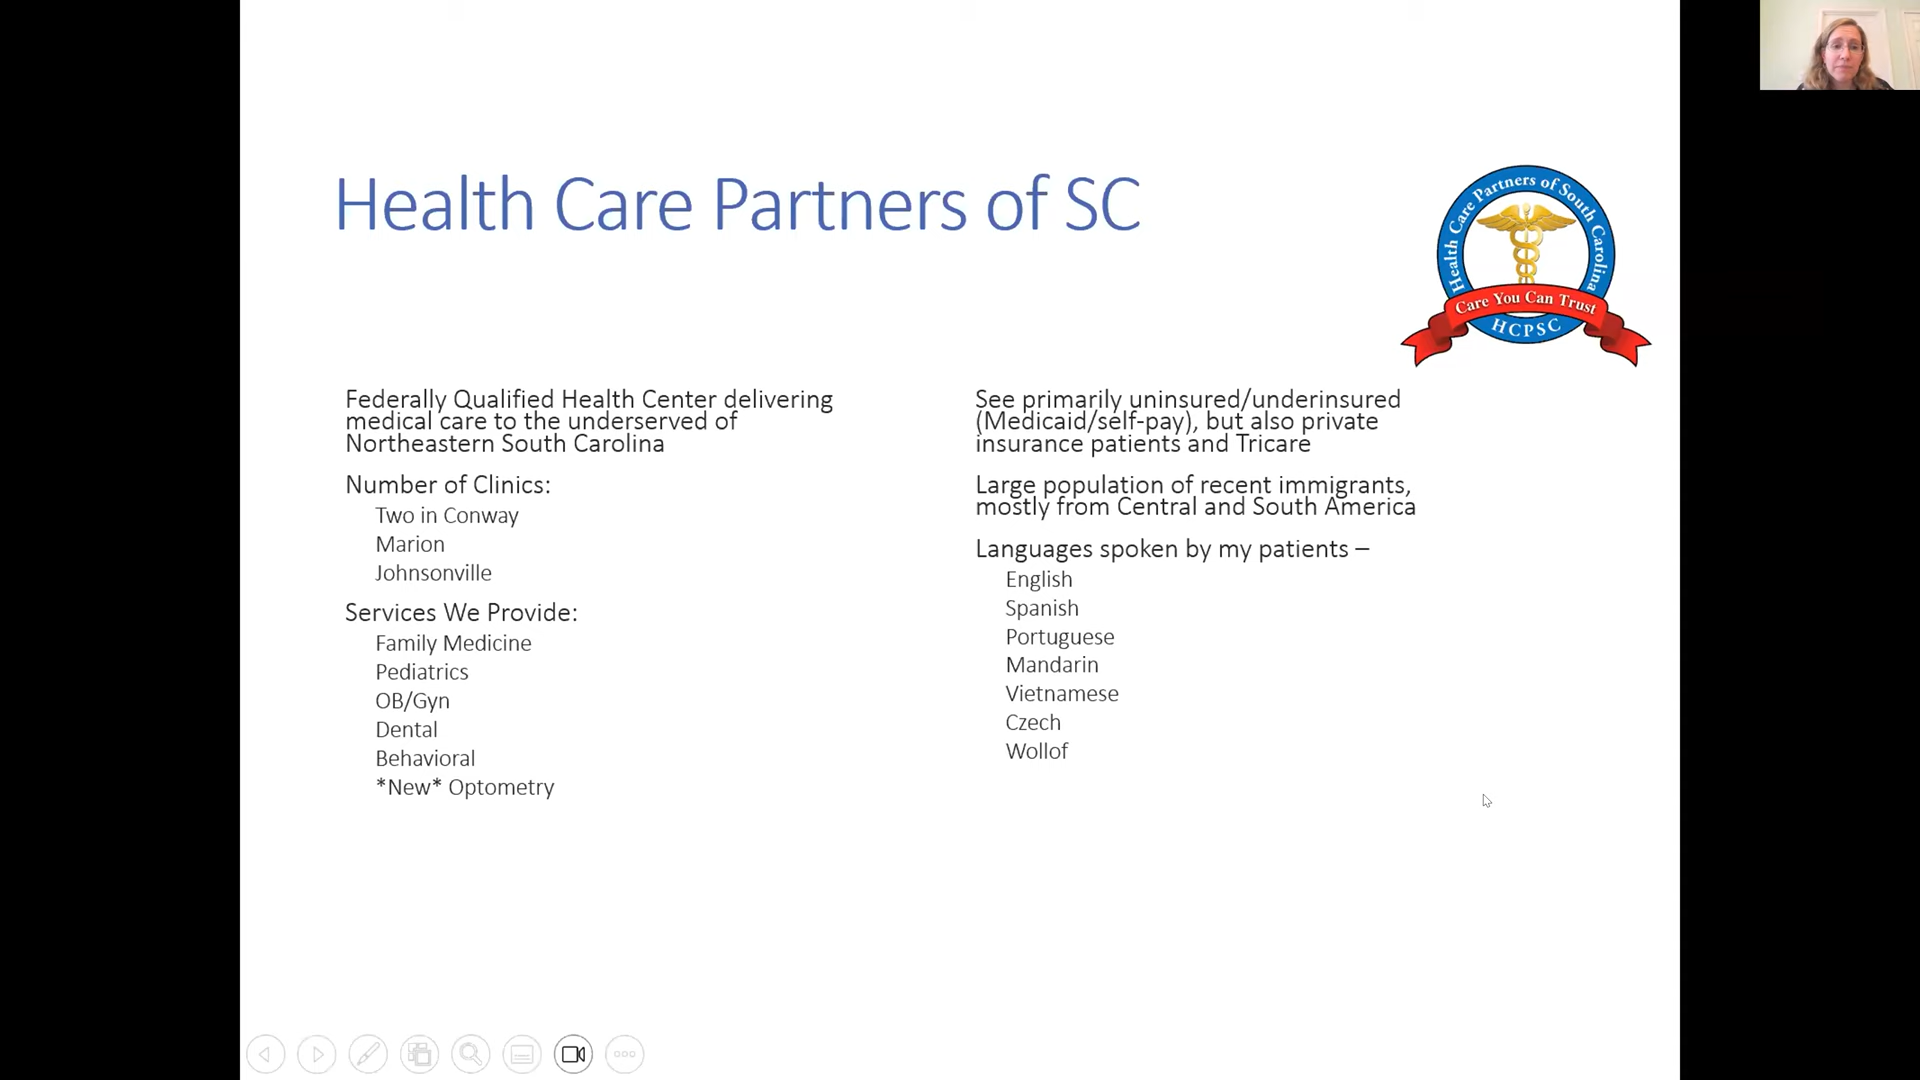 Health Care Partners of SC
Health Care Partners of South Carolina
Care You Can Trust
HCPSC
Federally Qualified Health Center delivering
medical care to the underserved of
Northeastern South Carolina
Number of Clinics:
Two in Conway
Marion
Johnsonville
Services We Provide:
Family Medicine
Pediatrics
OB/Gyn
Dental
Behavioral
*New* Optometry
See primarily uninsured/underinsured
(Medicaid/self-pay), but also private
insurance patients and Tricare
Large population of recent immigrants,
mostly from Central and South America
Languages spoken by my patients –
English
Spanish
Portuguese
Mandarin
Vietnamese
Czech
Wollof